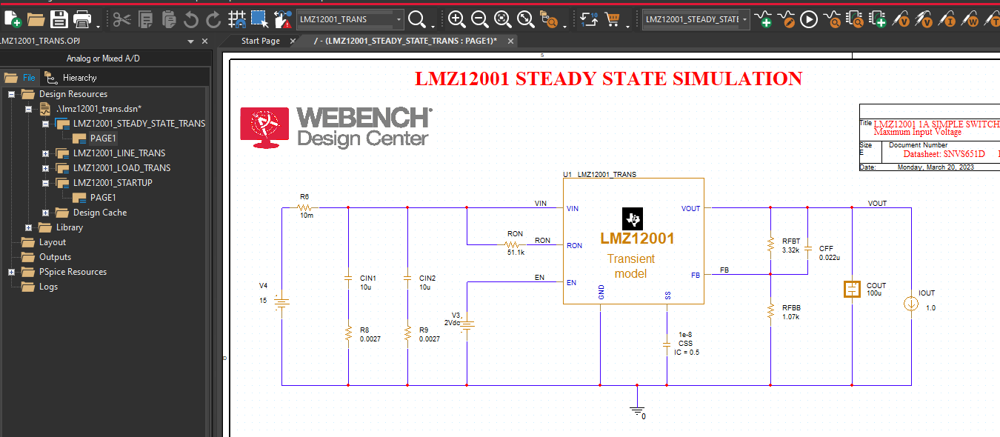 LMZ12001_TRANS
LMZ12001_STEADY_STATE
LMZ12001_TRANS.OPJ
Start Page
/ - (LMZ12001_STEADY_STATE_TRANS : PAGE1)*
Analog or Mixed A/D
File
Hierarchy
Design Resources
.\lmz12001_trans.dsn*
LMZ12001_STEADY_STATE_TRANS
PAGE1
LMZ12001_LINE_TRANS
LMZ12001_LOAD_TRANS
LMZ12001_STARTUP
PAGE1
Design Cache
Library
Layout
Outputs
PSpice Resources
Logs
5
LMZ12001 STEADY STATE SIMULATION
WEBENCH®
Design Center
Title
LMZ12001 1A SIMPLE SWITCH
Maximum Input Voltage
Size
E
Document Number
Datasheet: SNVS651D
Date:
Monday, March 20, 2023
U1 LMZ12001_TRANS
R6
10m
VIN
VIN
VOUT
VOUT
RON
51.1k
RON
RON
LMZ12001
Transient
model
RFBT
3.32k
CFF
0.022u
EN
EN
FB
FB
GND
SS
CIN1
10u
CIN2
10u
V4
15
V3
2Vdc
R8
0.0027
R9
0.0027
1e-8
CSS
IC = 0.5
RFBB
1.07k
COUT
100u
IOUT
1.0
D
0